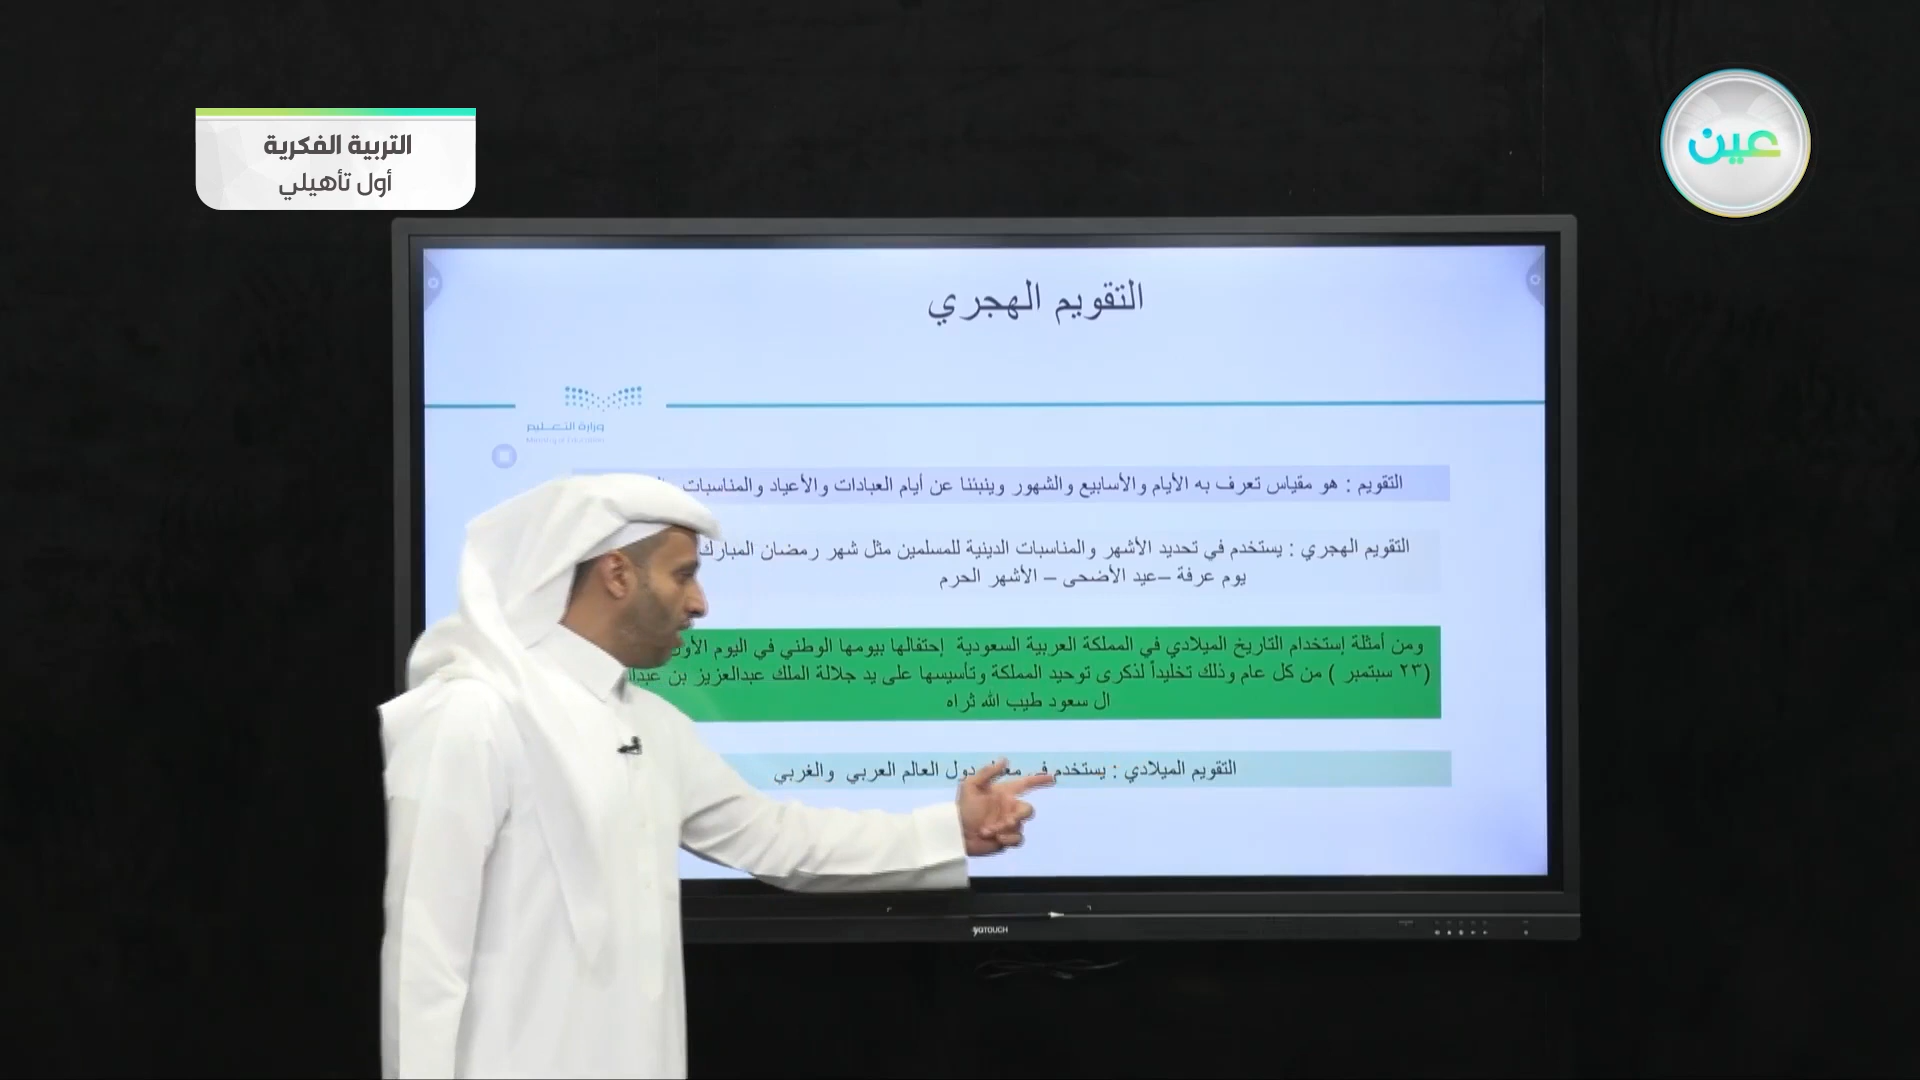 التربية الفكرية
أول تأهيلي
عين
التقويم الهجري
وزارة التعليم
Ministry of Education
التقويم : هو مقياس تعرف به الأيام والأسابيع والشهور وينبئنا عن أيام العبادات والأعياد والمناسبات
التقويم الهجري : يستخدم في تحديد الأشهر والمناسبات الدينية للمسلمين مثل شهر رمضان المبارك
يوم عرفة – عيد الأضحى – الأشهر الحرم
ومن أمثلة إستخدام التاريخ الميلادي في المملكة العربية السعودية إحتفالها بيومها الوطني في اليوم
(٢٣ سبتمبر ) من كل عام وذلك تخليداً لذكرى توحيد المملكة وتأسيسها على يد جلالة الملك عبدالعزيز بن
ال سعود طيب الله ثراه
التقويم الميلادي : يستخدم في دول العالم العربي والغربي